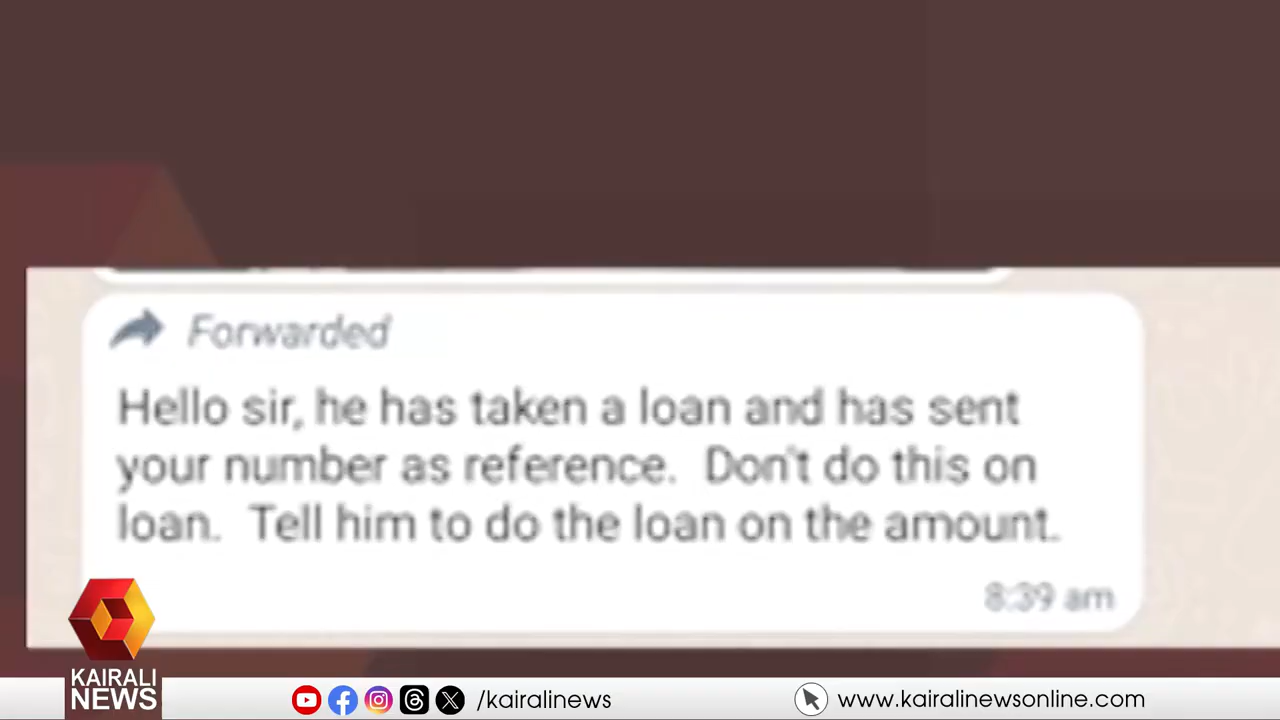 Forwarded
Hello sir, he has taken a loan and has sent
your number as reference.  Don't do this on
loan.  Tell him to do the loan on the amount.
8:39 am
KAIRALI
NEWS
/kairalinews
www.kairalinewsonline.com